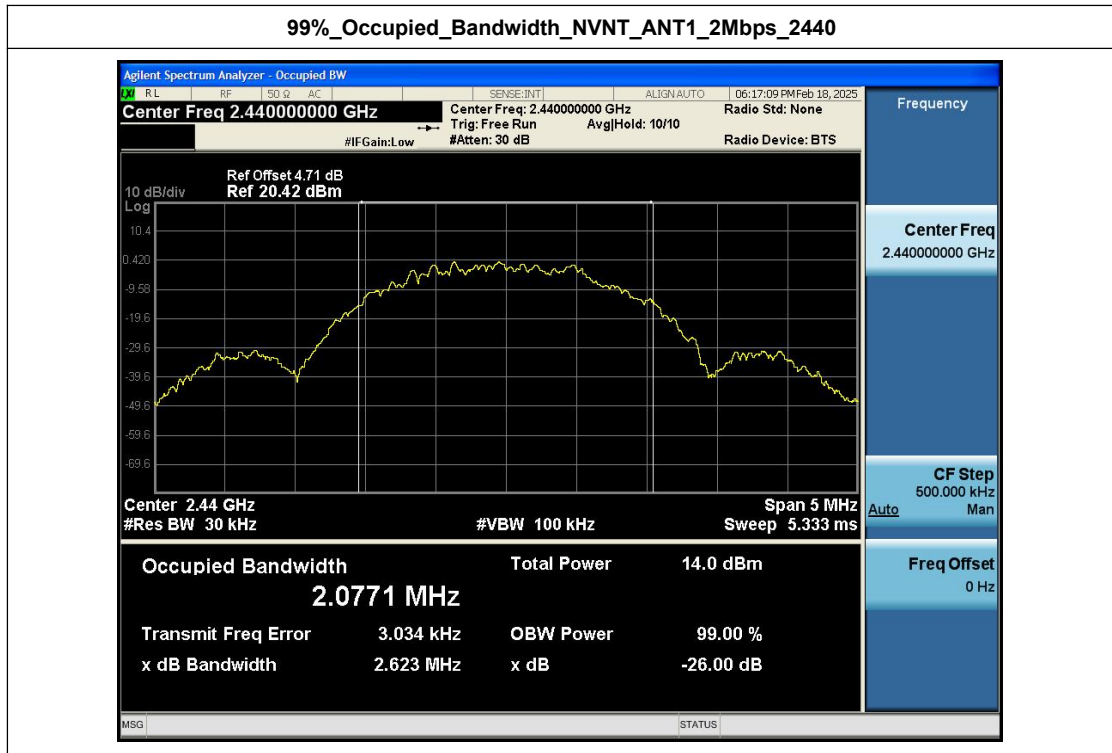 99%_Occupied_Bandwidth_NVNT_ANT1_2Mbps_2440
Agilent Spectrum Analyzer - Occupied BW
LXI RL RF 50 Ω AC SENSE:INT ALIGN AUTO 06:17:09 PM Feb 18, 2025
Center Freq 2.440000000 GHz
Center Freq: 2.440000000 GHz
Radio Std: None
Trig: Free Run Avg|Hold: 10/10
#IFGain:Low
#Atten: 30 dB
Radio Device: BTS
Ref Offset 4.71 dB
10 dB/div Ref 20.42 dBm
Log
10.4
0.420
-9.58
-19.6
-29.6
-39.6
-49.6
-59.6
-69.6
Center 2.44 GHz Span 5 MHz
#Res BW 30 kHz #VBW 100 kHz Sweep 5.333 ms
Occupied Bandwidth Total Power 14.0 dBm
2.0771 MHz
Transmit Freq Error 3.034 kHz OBW Power 99.00 %
x dB Bandwidth 2.623 MHz x dB -26.00 dB
MSG STATUS
Frequency
Center Freq
2.440000000 GHz
CF Step
500.000 kHz
Auto Man
Freq Offset
0 Hz